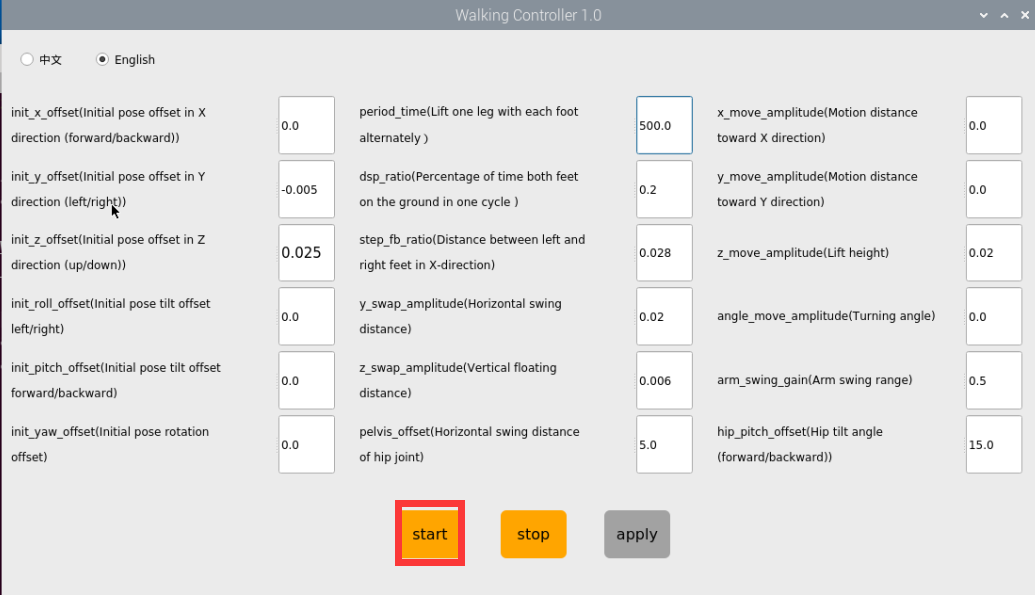 Walking Controller 1.0
中文
English
init_x_offset(Initial pose offset in X
direction (forward/backward))
0.0
period_time(Lift one leg with each foot
alternately )
500.0
x_move_amplitude(Motion distance
toward X direction)
0.0
init_y_offset(Initial pose offset in Y
direction (left/right))
-0.005
dsp_ratio(Percentage of time both feet
on the ground in one cycle )
0.2
y_move_amplitude(Motion distance
toward Y direction)
0.0
init_z_offset(Initial pose offset in Z
direction (up/down))
0.025
step_fb_ratio(Distance between left and
right feet in X-direction)
0.028
z_move_amplitude(Lift height)
0.02
init_roll_offset(Initial pose tilt offset
left/right)
0.0
y_swap_amplitude(Horizontal swing
distance)
0.02
angle_move_amplitude(Turning angle)
0.0
init_pitch_offset(Initial pose tilt offset
forward/backward)
0.0
z_swap_amplitude(Vertical floating
distance)
0.006
arm_swing_gain(Arm swing range)
0.5
init_yaw_offset(Initial pose rotation
offset)
0.0
pelvis_offset(Horizontal swing distance
of hip joint)
5.0
hip_pitch_offset(Hip tilt angle
(forward/backward))
15.0
start
stop
apply